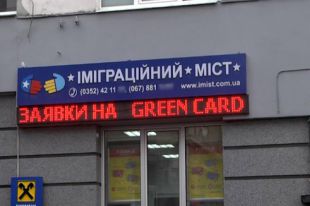 ІМІГРАЦІЙНИЙ ★ МІСТ
(0352) 42 11
(067) 881
www.imist.com.ua
ЗАЯВКИ НА GREEN CARD